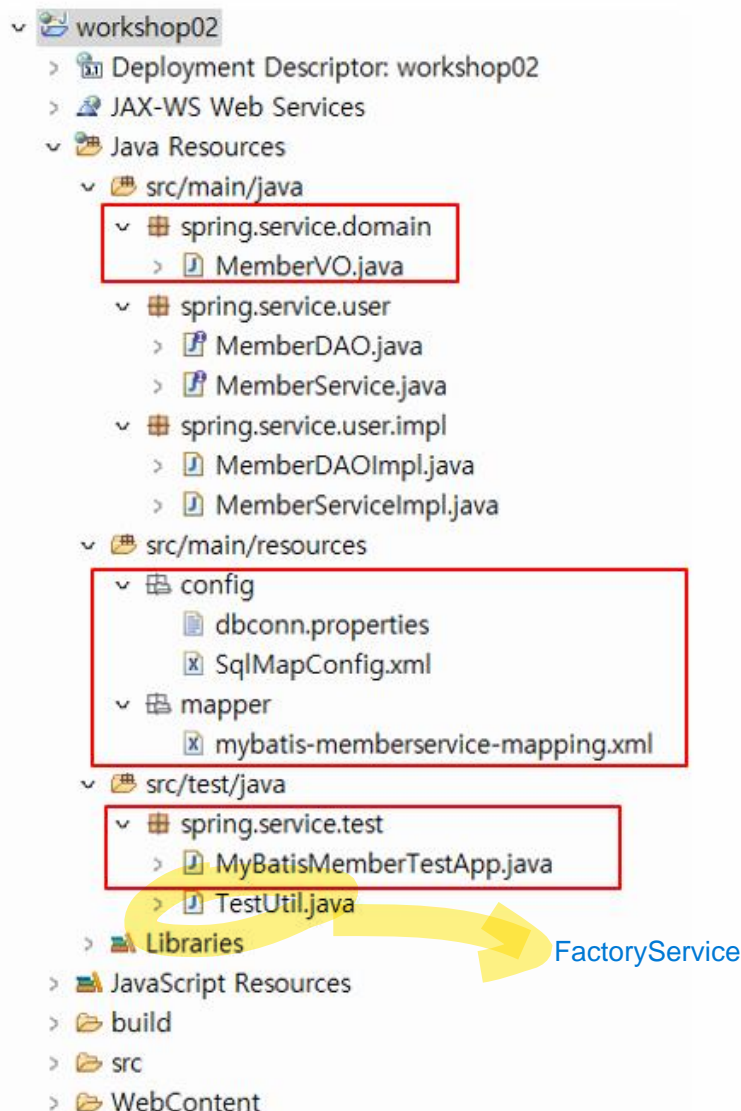 workshop02
Deployment Descriptor: workshop02
JAX-WS Web Services
Java Resources
src/main/java
spring.service.domain
MemberVO.java
spring.service.user
MemberDAO.java
MemberService.java
spring.service.user.impl
MemberDAOImpl.java
MemberServiceImpl.java
src/main/resources
config
dbconn.properties
SqlMapConfig.xml
mapper
mybatis-memberservice-mapping.xml
src/test/java
spring.service.test
MyBatisMemberTestApp.java
TestUtil.java
Libraries
FactoryService
JavaScript Resources
build
src
WebContent